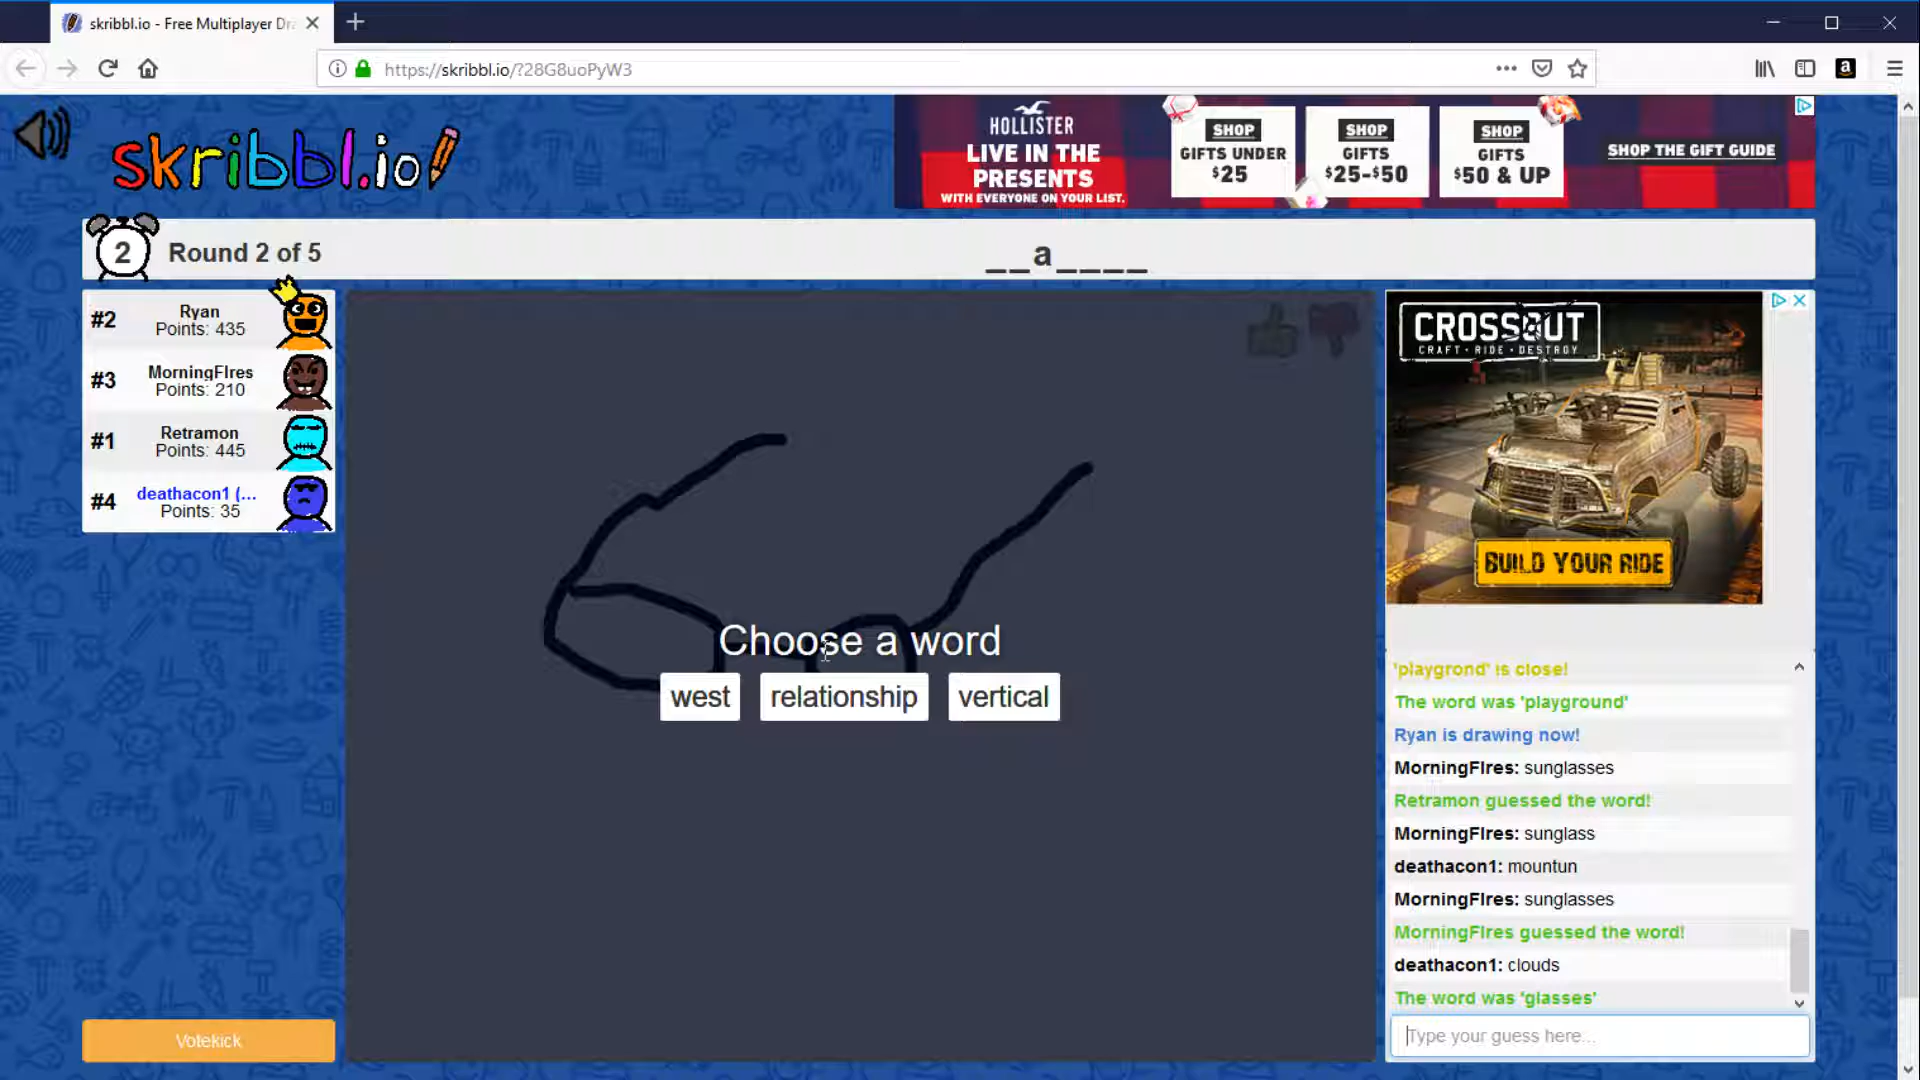 skribbl.io - Free Multiplayer Dr
https://skribbl.io/?28G8uoPyW3
skribbl.io
HOLLISTER
LIVE IN THE
PRESENTS
WITH EVERYONE ON YOUR LIST.
SHOP
GIFTS UNDER
$25
SHOP
GIFTS
$25-$50
SHOP
GIFTS
$50 & UP
SHOP THE GIFT GUIDE
2
Round 2 of 5
__a____
#2
Ryan
Points: 435
#3
MorningFIres
Points: 210
#1
Retramon
Points: 445
#4
deathacon1 (...
Points: 35
Votekick
Choose a word
west
relationship
vertical
CROSSOUT
CRAFT • RIDE • DESTROY
BUILD YOUR RIDE
'playgrond' is close!
The word was 'playground'
Ryan is drawing now!
MorningFIres: sunglasses
Retramon guessed the word!
MorningFIres: sunglass
deathacon1: mountun
MorningFIres: sunglasses
MorningFIres guessed the word!
deathacon1: clouds
The word was 'glasses'
Type your guess here...